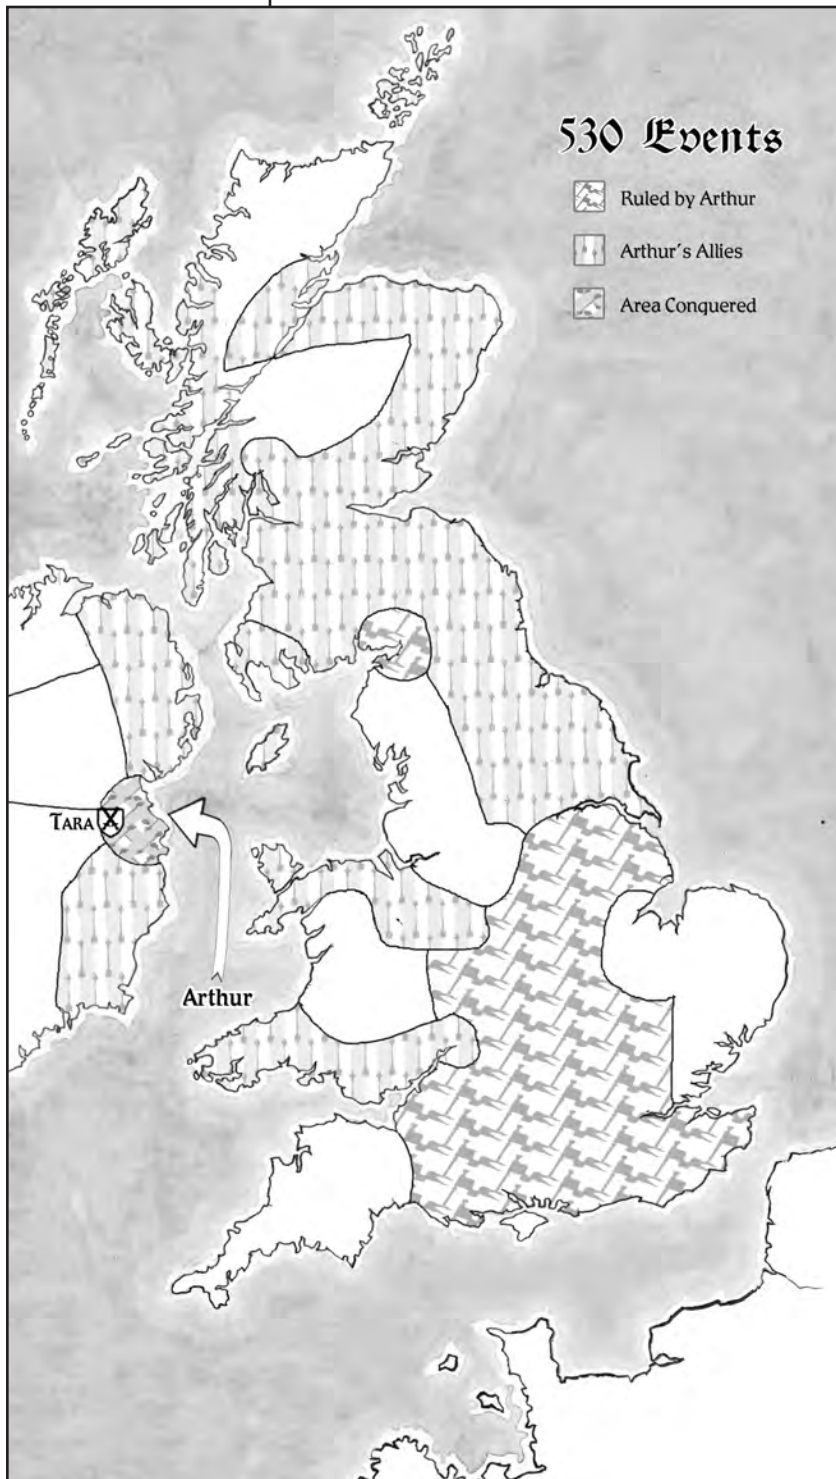 530 Events
Ruled by Arthur
Arthur's Allies
Area Conquered
TARA
Arthur